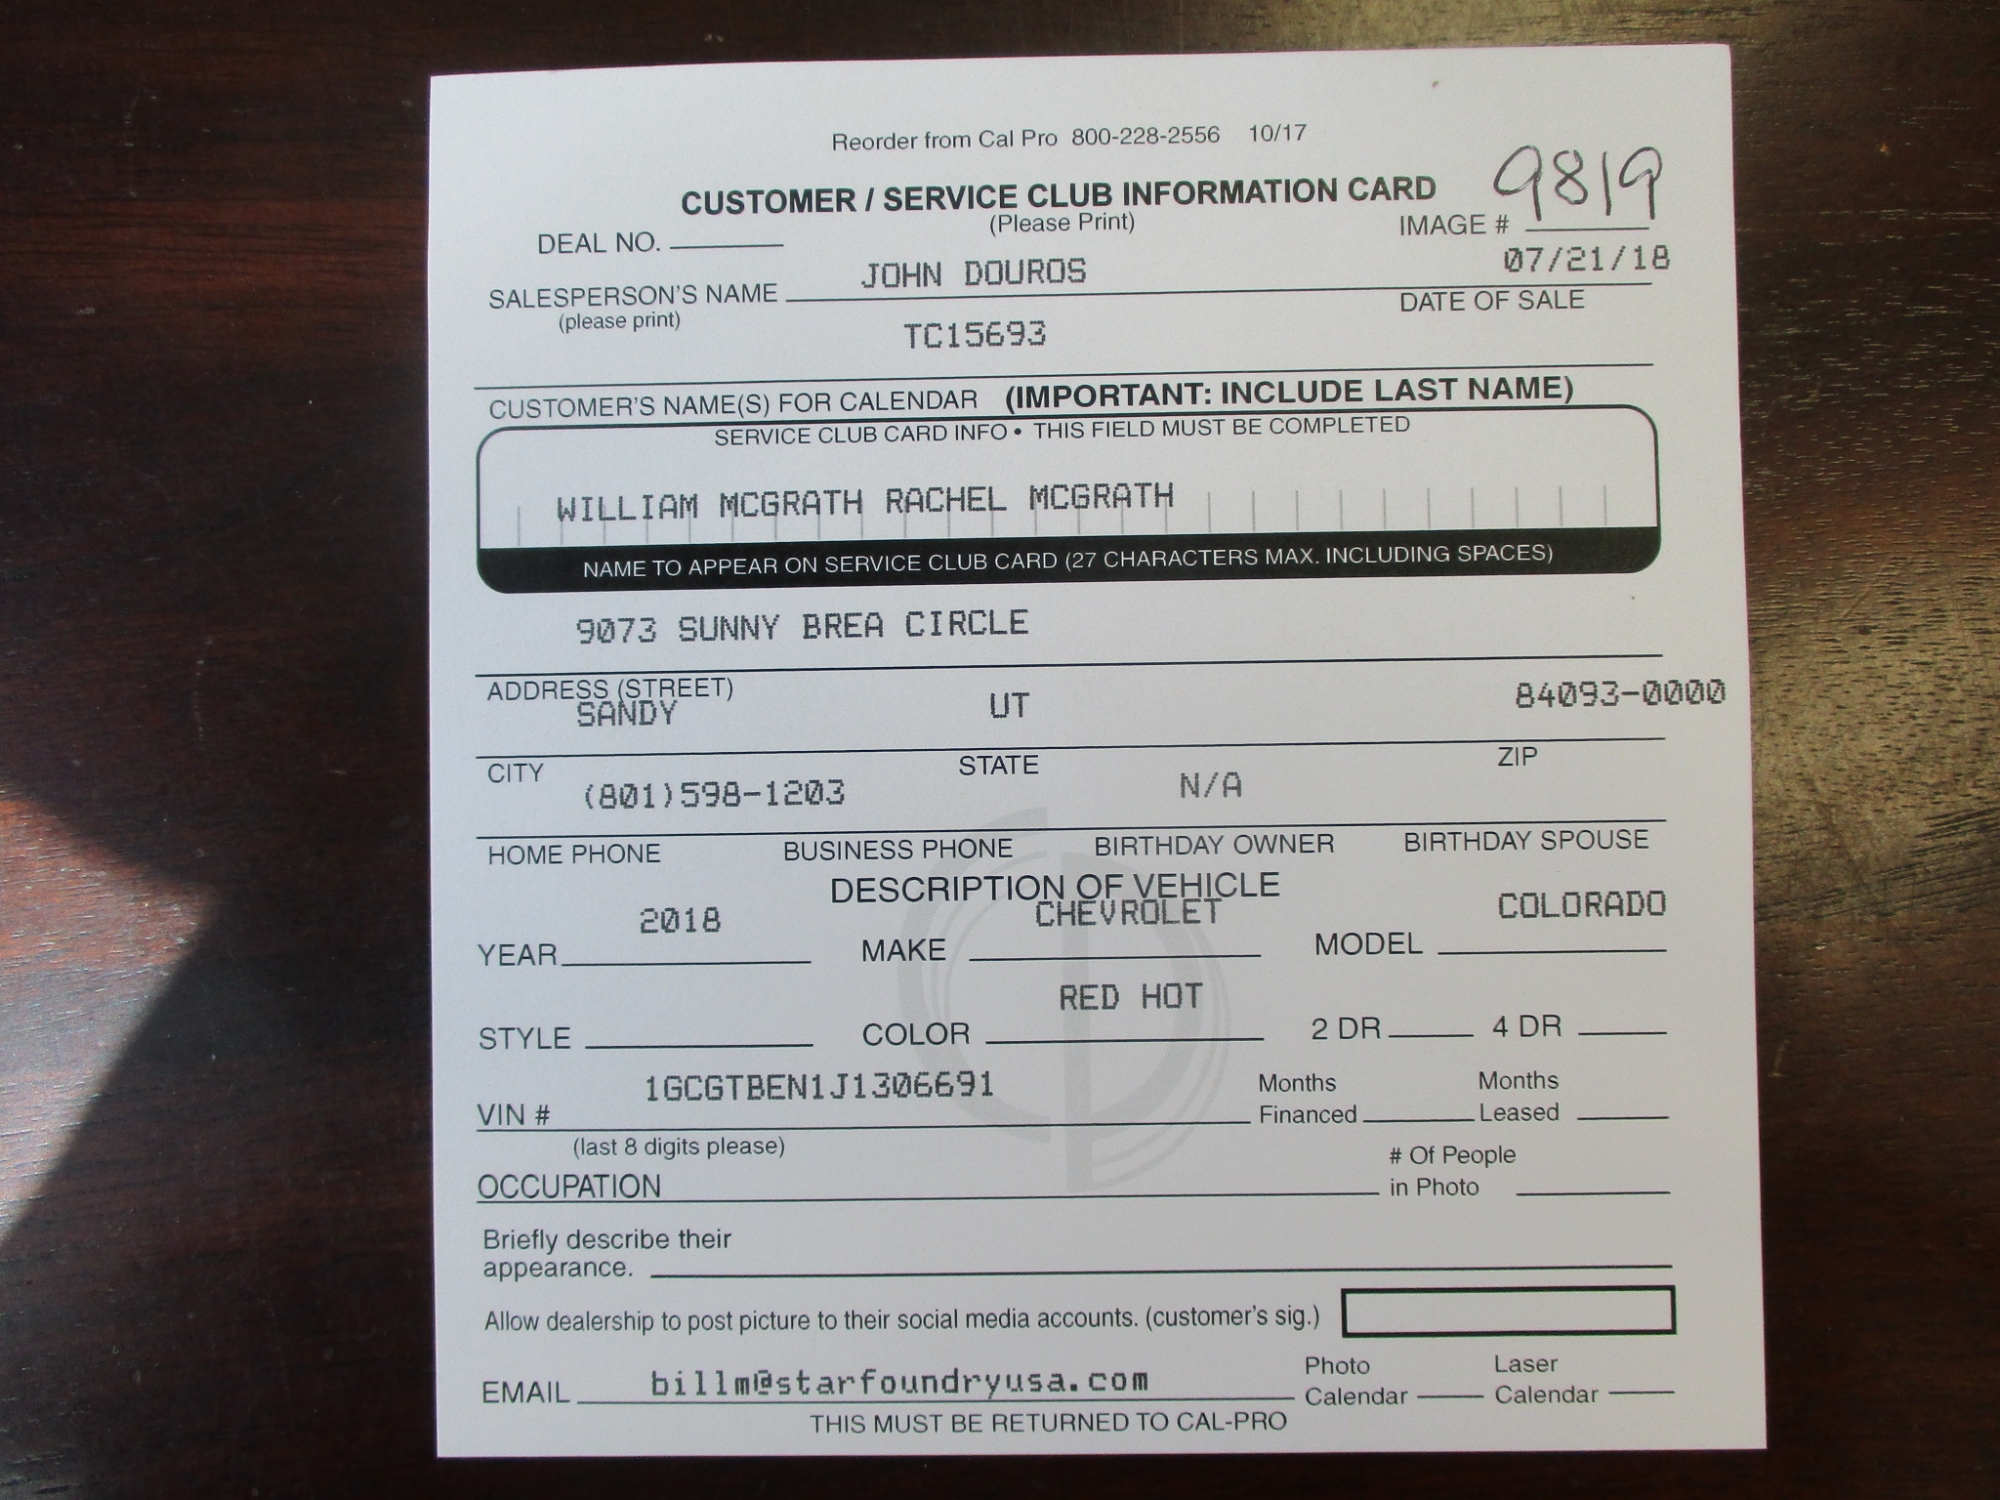 Reorder from Cal Pro 800-228-2556 10/17
CUSTOMER / SERVICE CLUB INFORMATION CARD
9819
(Please Print)
DEAL NO.
IMAGE #
JOHN DOUROS
07/21/18
SALESPERSON'S NAME
DATE OF SALE
(please print)
TC15693
CUSTOMER'S NAME(S) FOR CALENDAR (IMPORTANT: INCLUDE LAST NAME)
SERVICE CLUB CARD INFO • THIS FIELD MUST BE COMPLETED
WILLIAM MCGRATH RACHEL MCGRATH
NAME TO APPEAR ON SERVICE CLUB CARD (27 CHARACTERS MAX. INCLUDING SPACES)
9073 SUNNY BREA CIRCLE
ADDRESS (STREET)
SANDY UT 84093-0000
CITY STATE ZIP
(801)598-1203 N/A
HOME PHONE BUSINESS PHONE BIRTHDAY OWNER BIRTHDAY SPOUSE
DESCRIPTION OF VEHICLE
2018 CHEVROLET COLORADO
YEAR MAKE MODEL
RED HOT
STYLE COLOR 2 DR 4 DR
1GCGTBEN1J1306691
VIN # Months Financed Months Leased
(last 8 digits please)
OCCUPATION # Of People in Photo
Briefly describe their
appearance.
Allow dealership to post picture to their social media accounts. (customer's sig.)
billm@starfoundryusa.com
EMAIL Photo Calendar Laser Calendar
THIS MUST BE RETURNED TO CAL-PRO